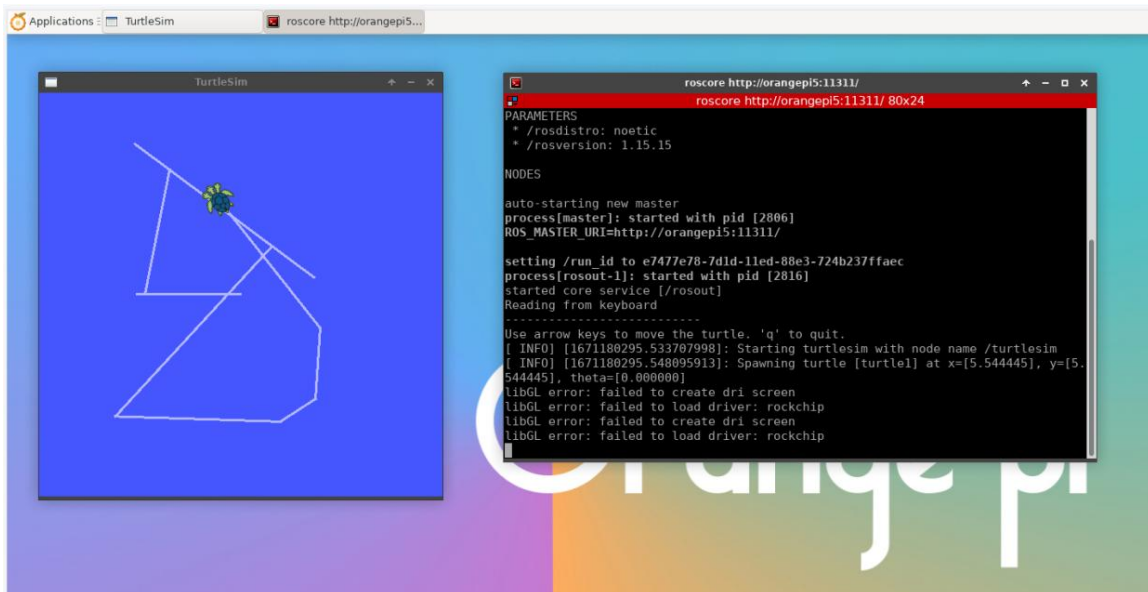 Applications
TurtleSim
roscore http://orangepi5...
TurtleSim
roscore http://orangepi5:11311/
roscore http://orangepi5:11311/ 80x24
PARAMETERS
 * /rosdistro: noetic
 * /rosversion: 1.15.15
NODES
auto-starting new master
process[master]: started with pid [2806]
ROS_MASTER_URI=http://orangepi5:11311/
setting /run_id to e7477e78-7d1d-11ed-88e3-724b237ffaec
process[rosout-1]: started with pid [2816]
started core service [/rosout]
Reading from keyboard
---------------------------
Use arrow keys to move the turtle. 'q' to quit.
[ INFO] [1671180295.533707998]: Starting turtlesim with node name /turtlesim
[ INFO] [1671180295.548095913]: Spawning turtle [turtle1] at x=[5.544445], y=[5.
544445], theta=[0.000000]
libGL error: failed to create dri screen
libGL error: failed to load driver: rockchip
libGL error: failed to create dri screen
libGL error: failed to load driver: rockchip
Orange pi